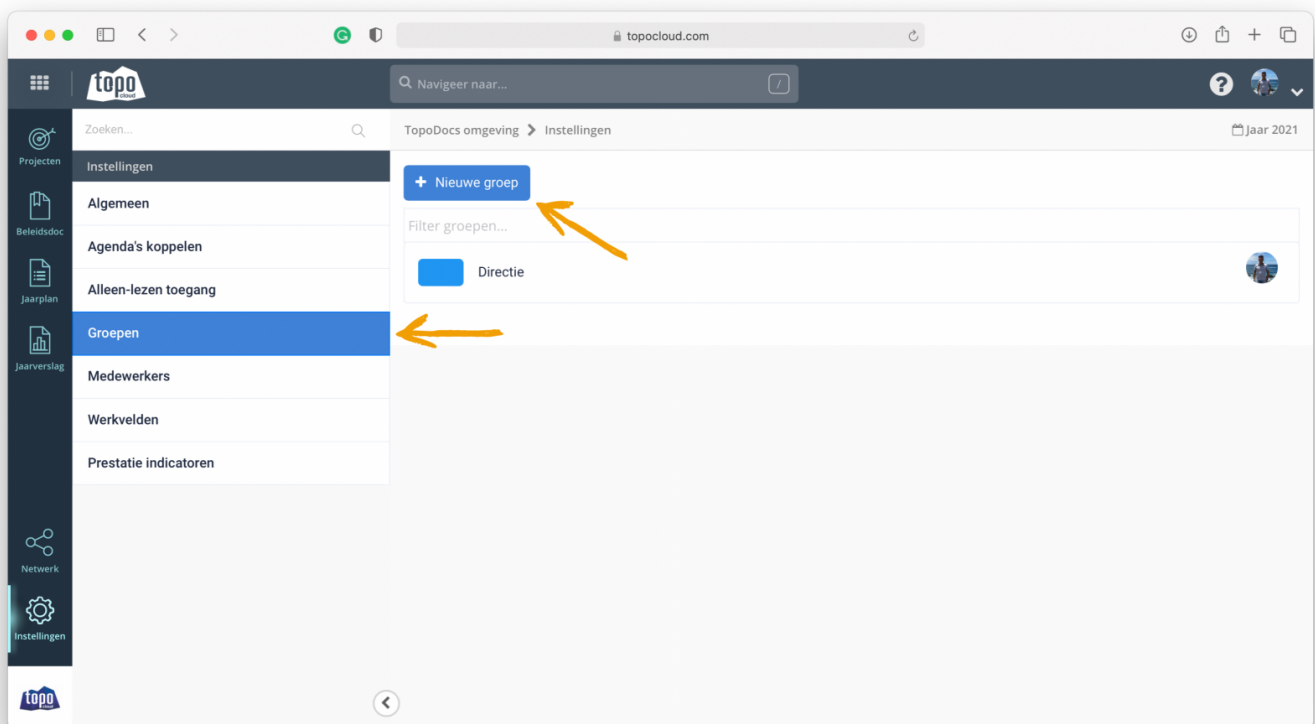 topocloud.com
topo
cloud
Navigeer naar...
/
Projecten
Beleidsdoc
Jaarplan
Jaarverslag
Netwerk
Instellingen
topo
cloud
Zoeken...
Instellingen
Algemeen
Agenda's koppelen
Alleen-lezen toegang
Groepen
Medewerkers
Werkvelden
Prestatie indicatoren
TopoDocs omgeving > Instellingen
Jaar 2021
+ Nieuwe groep
Filter groepen...
Directie